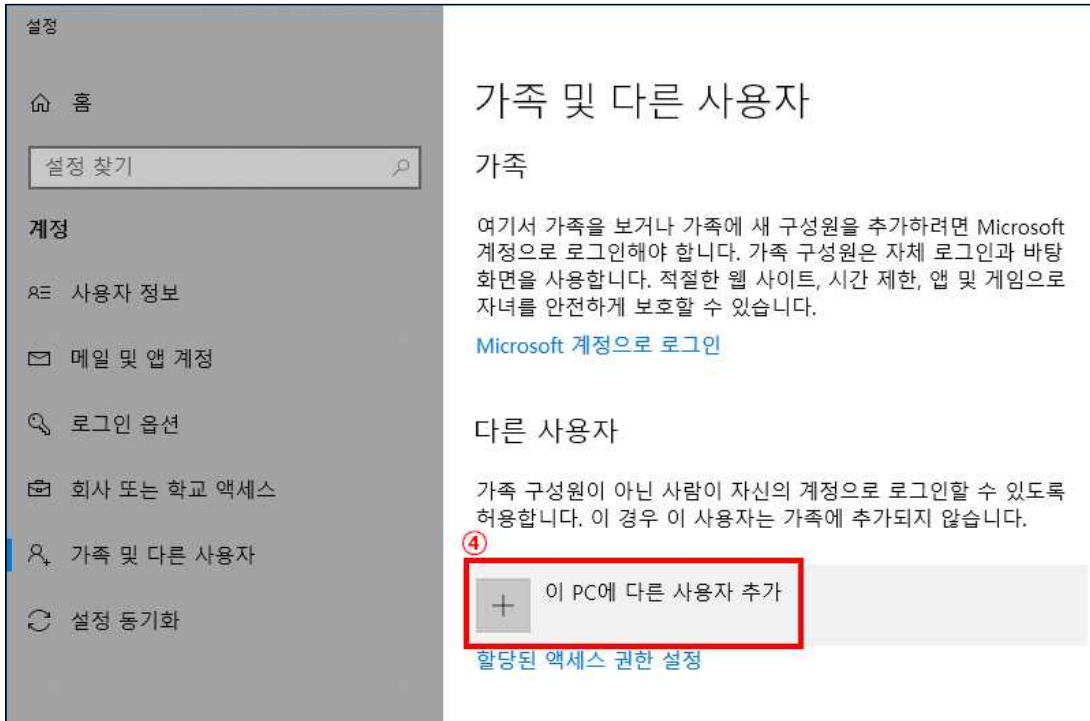 설정
홈
설정 찾기
계정
사용자 정보
메일 및 앱 계정
로그인 옵션
회사 또는 학교 액세스
가족 및 다른 사용자
설정 동기화
가족 및 다른 사용자
가족
여기서 가족을 보거나 가족에 새 구성원을 추가하려면 Microsoft
계정으로 로그인해야 합니다. 가족 구성원은 자체 로그인과 바탕
화면을 사용합니다. 적절한 웹 사이트, 시간 제한, 앱 및 게임으로
자녀를 안전하게 보호할 수 있습니다.
Microsoft 계정으로 로그인
다른 사용자
가족 구성원이 아닌 사람이 자신의 계정으로 로그인할 수 있도록
허용합니다. 이 경우 이 사용자는 가족에 추가되지 않습니다.
④
이 PC에 다른 사용자 추가
할당된 액세스 권한 설정